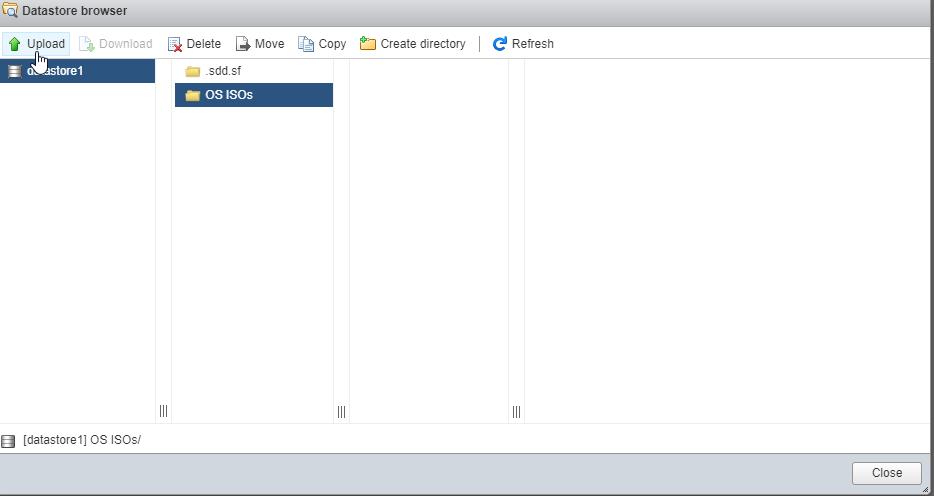 Datastore browser
Upload Download Delete Move Copy Create directory Refresh
datastore1 .sdd.sf
OS ISOs
[datastore1] OS ISOs/
Close